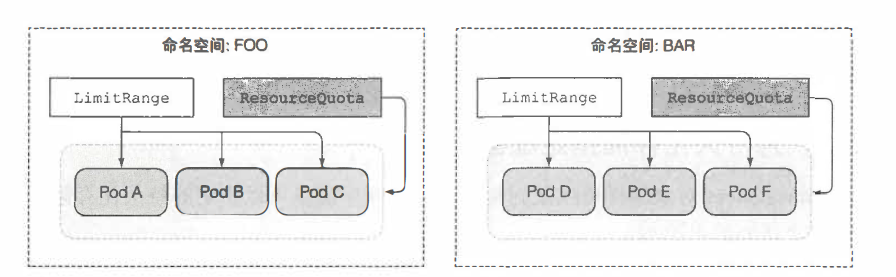 命名空间: FOO
LimitRange
ResourceQuota
Pod A
Pod B
Pod C
命名空间: BAR
LimitRange
ResourceQuota
Pod D
Pod E
Pod F